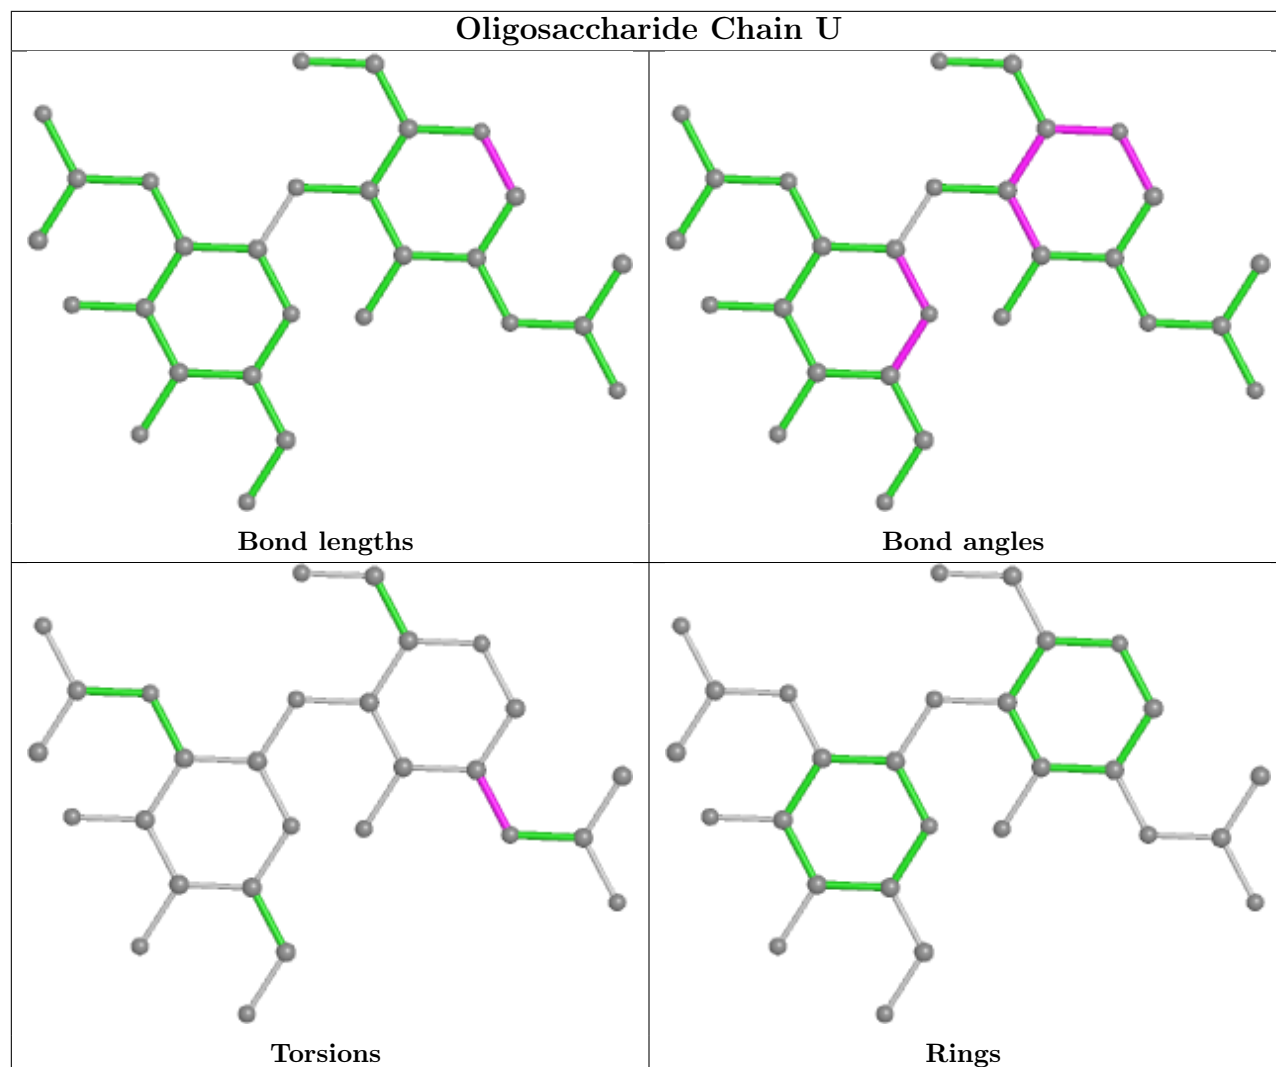 Oligosaccharide Chain U
Bond lengths
Bond angles
Torsions
Rings